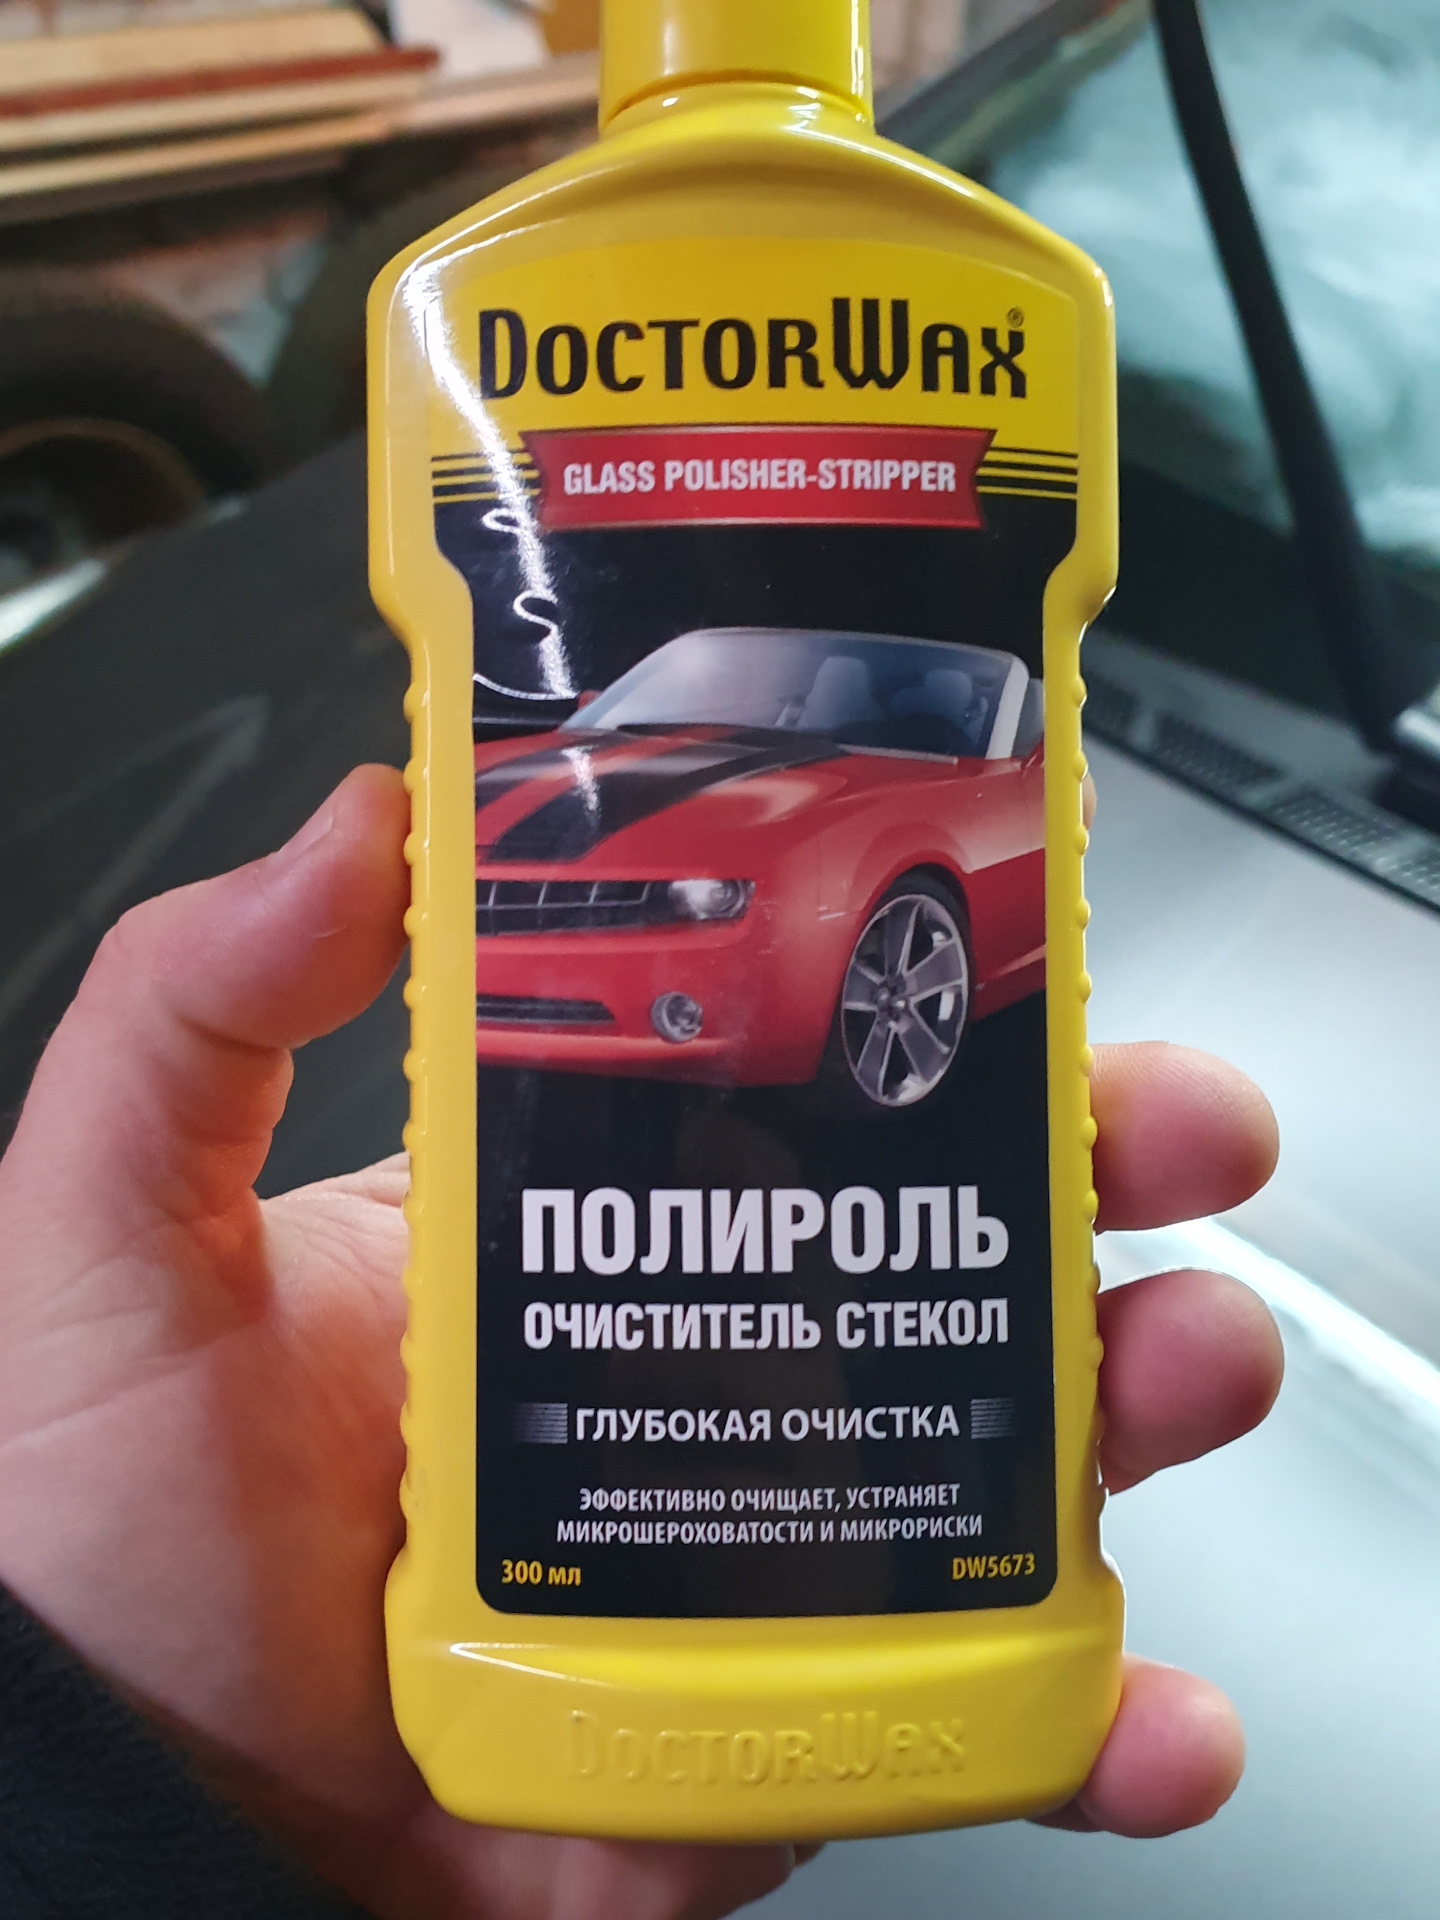 DOCTORWAX®
GLASS POLISHER-STRIPPER
ПОЛИРОЛЬ
ОЧИСТИТЕЛЬ СТЕКОЛ
ГЛУБОКАЯ ОЧИСТКА
ЭФФЕКТИВНО ОЧИЩАЕТ, УСТРАНЯЕТ
МИКРОШЕРОХОВАТОСТИ И МИКРОРИСКИ
300 мл DW5673
DOCTORWAX